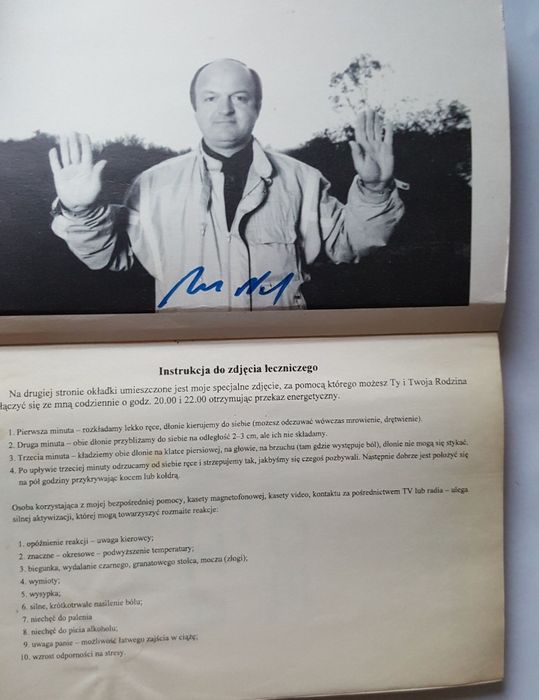 Instrukcja do zdjęcia leczniczego
Na drugiej stronie okładki umieszczone jest moje specjalne zdjęcie, za pomocą którego możesz Ty i Twoja Rodzina
łączyć się ze mną codziennie o godz. 20.00 i 22.00 otrzymując przekaz energetyczny.
1. Pierwsza minuta – rozkładamy lekko ręce, dłonie kierujemy do siebie (możesz odczuwać wówczas mrowienie, drętwienie).
2. Druga minuta – obie dłonie przybliżamy do siebie na odległość 2–3 cm, ale ich nie składamy.
3. Trzecia minuta – kładziemy obie dłonie na klatce piersiowej, na głowie, na brzuchu (tam gdzie występuje ból), dłonie nie mogą się stykać.
4. Po upływie trzeciej minuty odrzucamy od siebie ręce i strzepujemy tak, jakbyśmy się czegoś pozbywali. Następnie dobrze jest położyć się
na pół godziny przykrywając kocem lub kołdrą.
Osoba korzystająca z mojej bezpośredniej pomocy, kasety magnetofonowej, kasety video, kontaktu za pośrednictwem TV lub radia – ulega
silnej aktywizacji, której mogą towarzyszyć rozmaite reakcje:
1. opóźnienie reakcji – uwaga kierowcy;
2. znaczne – okresowe – podwyższenie temperatury;
3. biegunka, wydalanie czarnego, granatowego stolca, moczu (złogi);
4. wymioty;
5. wysypka;
6. silne, krótkotrwałe nasilenie bólu;
7. niechęć do palenia
8. niechęć do picia alkoholu;
9. uwaga panie – możliwość łatwego zajścia w ciążę;
10. wzrost odporności na stresy.